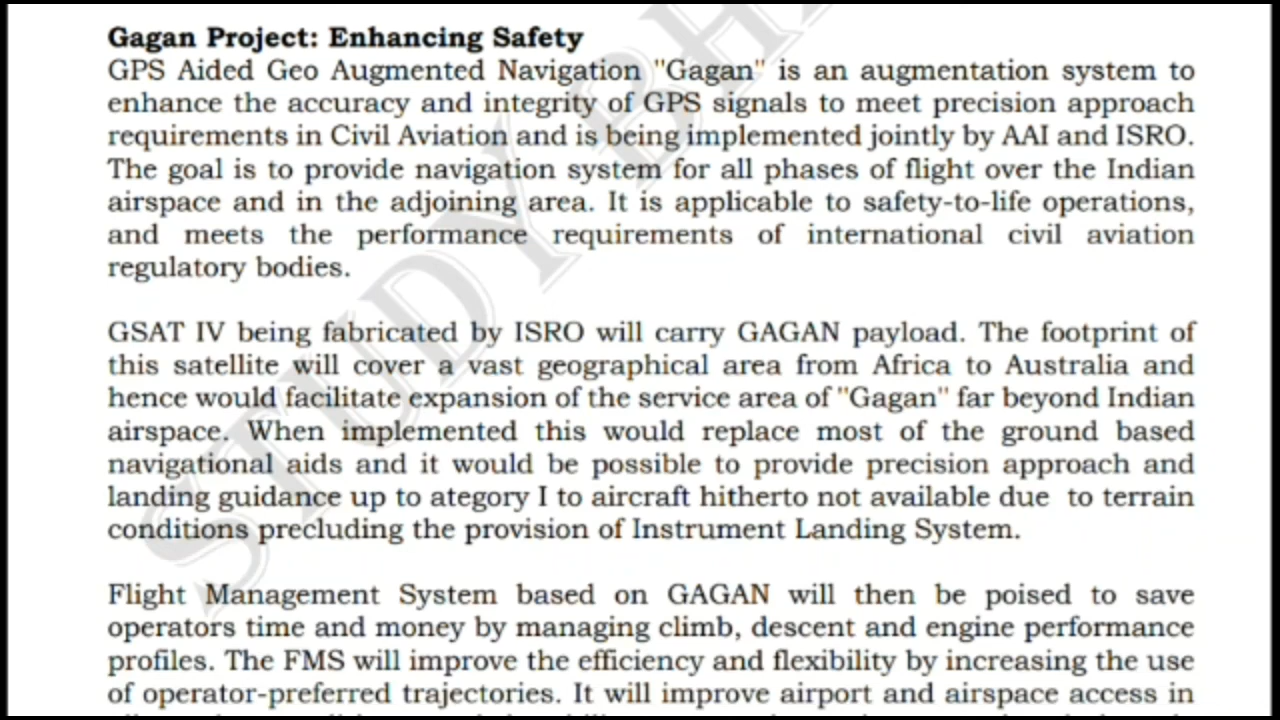 Gagan Project: Enhancing Safety
GPS Aided Geo Augmented Navigation "Gagan" is an augmentation system to
enhance the accuracy and integrity of GPS signals to meet precision approach
requirements in Civil Aviation and is being implemented jointly by AAI and ISRO.
The goal is to provide navigation system for all phases of flight over the Indian
airspace and in the adjoining area. It is applicable to safety-to-life operations,
and meets the performance requirements of international civil aviation
regulatory bodies.
GSAT IV being fabricated by ISRO will carry GAGAN payload. The footprint of
this satellite will cover a vast geographical area from Africa to Australia and
hence would facilitate expansion of the service area of "Gagan" far beyond Indian
airspace. When implemented this would replace most of the ground based
navigational aids and it would be possible to provide precision approach and
landing guidance up to ategory I to aircraft hitherto not available due to terrain
conditions precluding the provision of Instrument Landing System.
Flight Management System based on GAGAN will then be poised to save
operators time and money by managing climb, descent and engine performance
profiles. The FMS will improve the efficiency and flexibility by increasing the use
of operator-preferred trajectories. It will improve airport and airspace access in
STUDY